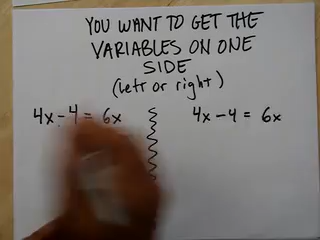 YOU WANT TO GET THE
VARIABLES ON ONE
SIDE
(Left or right)
4x-4 = 6x
4x-4 = 6x